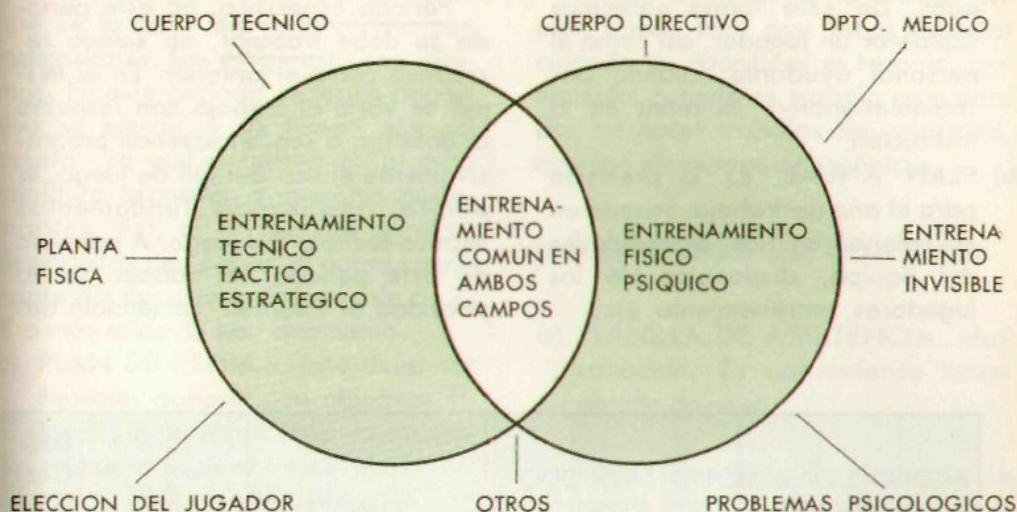 CUERPO TECNICO
CUERPO DIRECTIVO
DPTO. MEDICO
PLANTA
FISICA
ENTRENAMIENTO
TECNICO
TACTICO
ESTRATEGICO
ENTRENA-
MIENTO
COMUN EN
AMBOS
CAMPOS
ENTRENAMIENTO
FISICO
PSIQUICO
ENTRENA-
MIENTO
INVISIBLE
ELECCION DEL JUGADOR
OTROS
PROBLEMAS PSICOLOGICOS